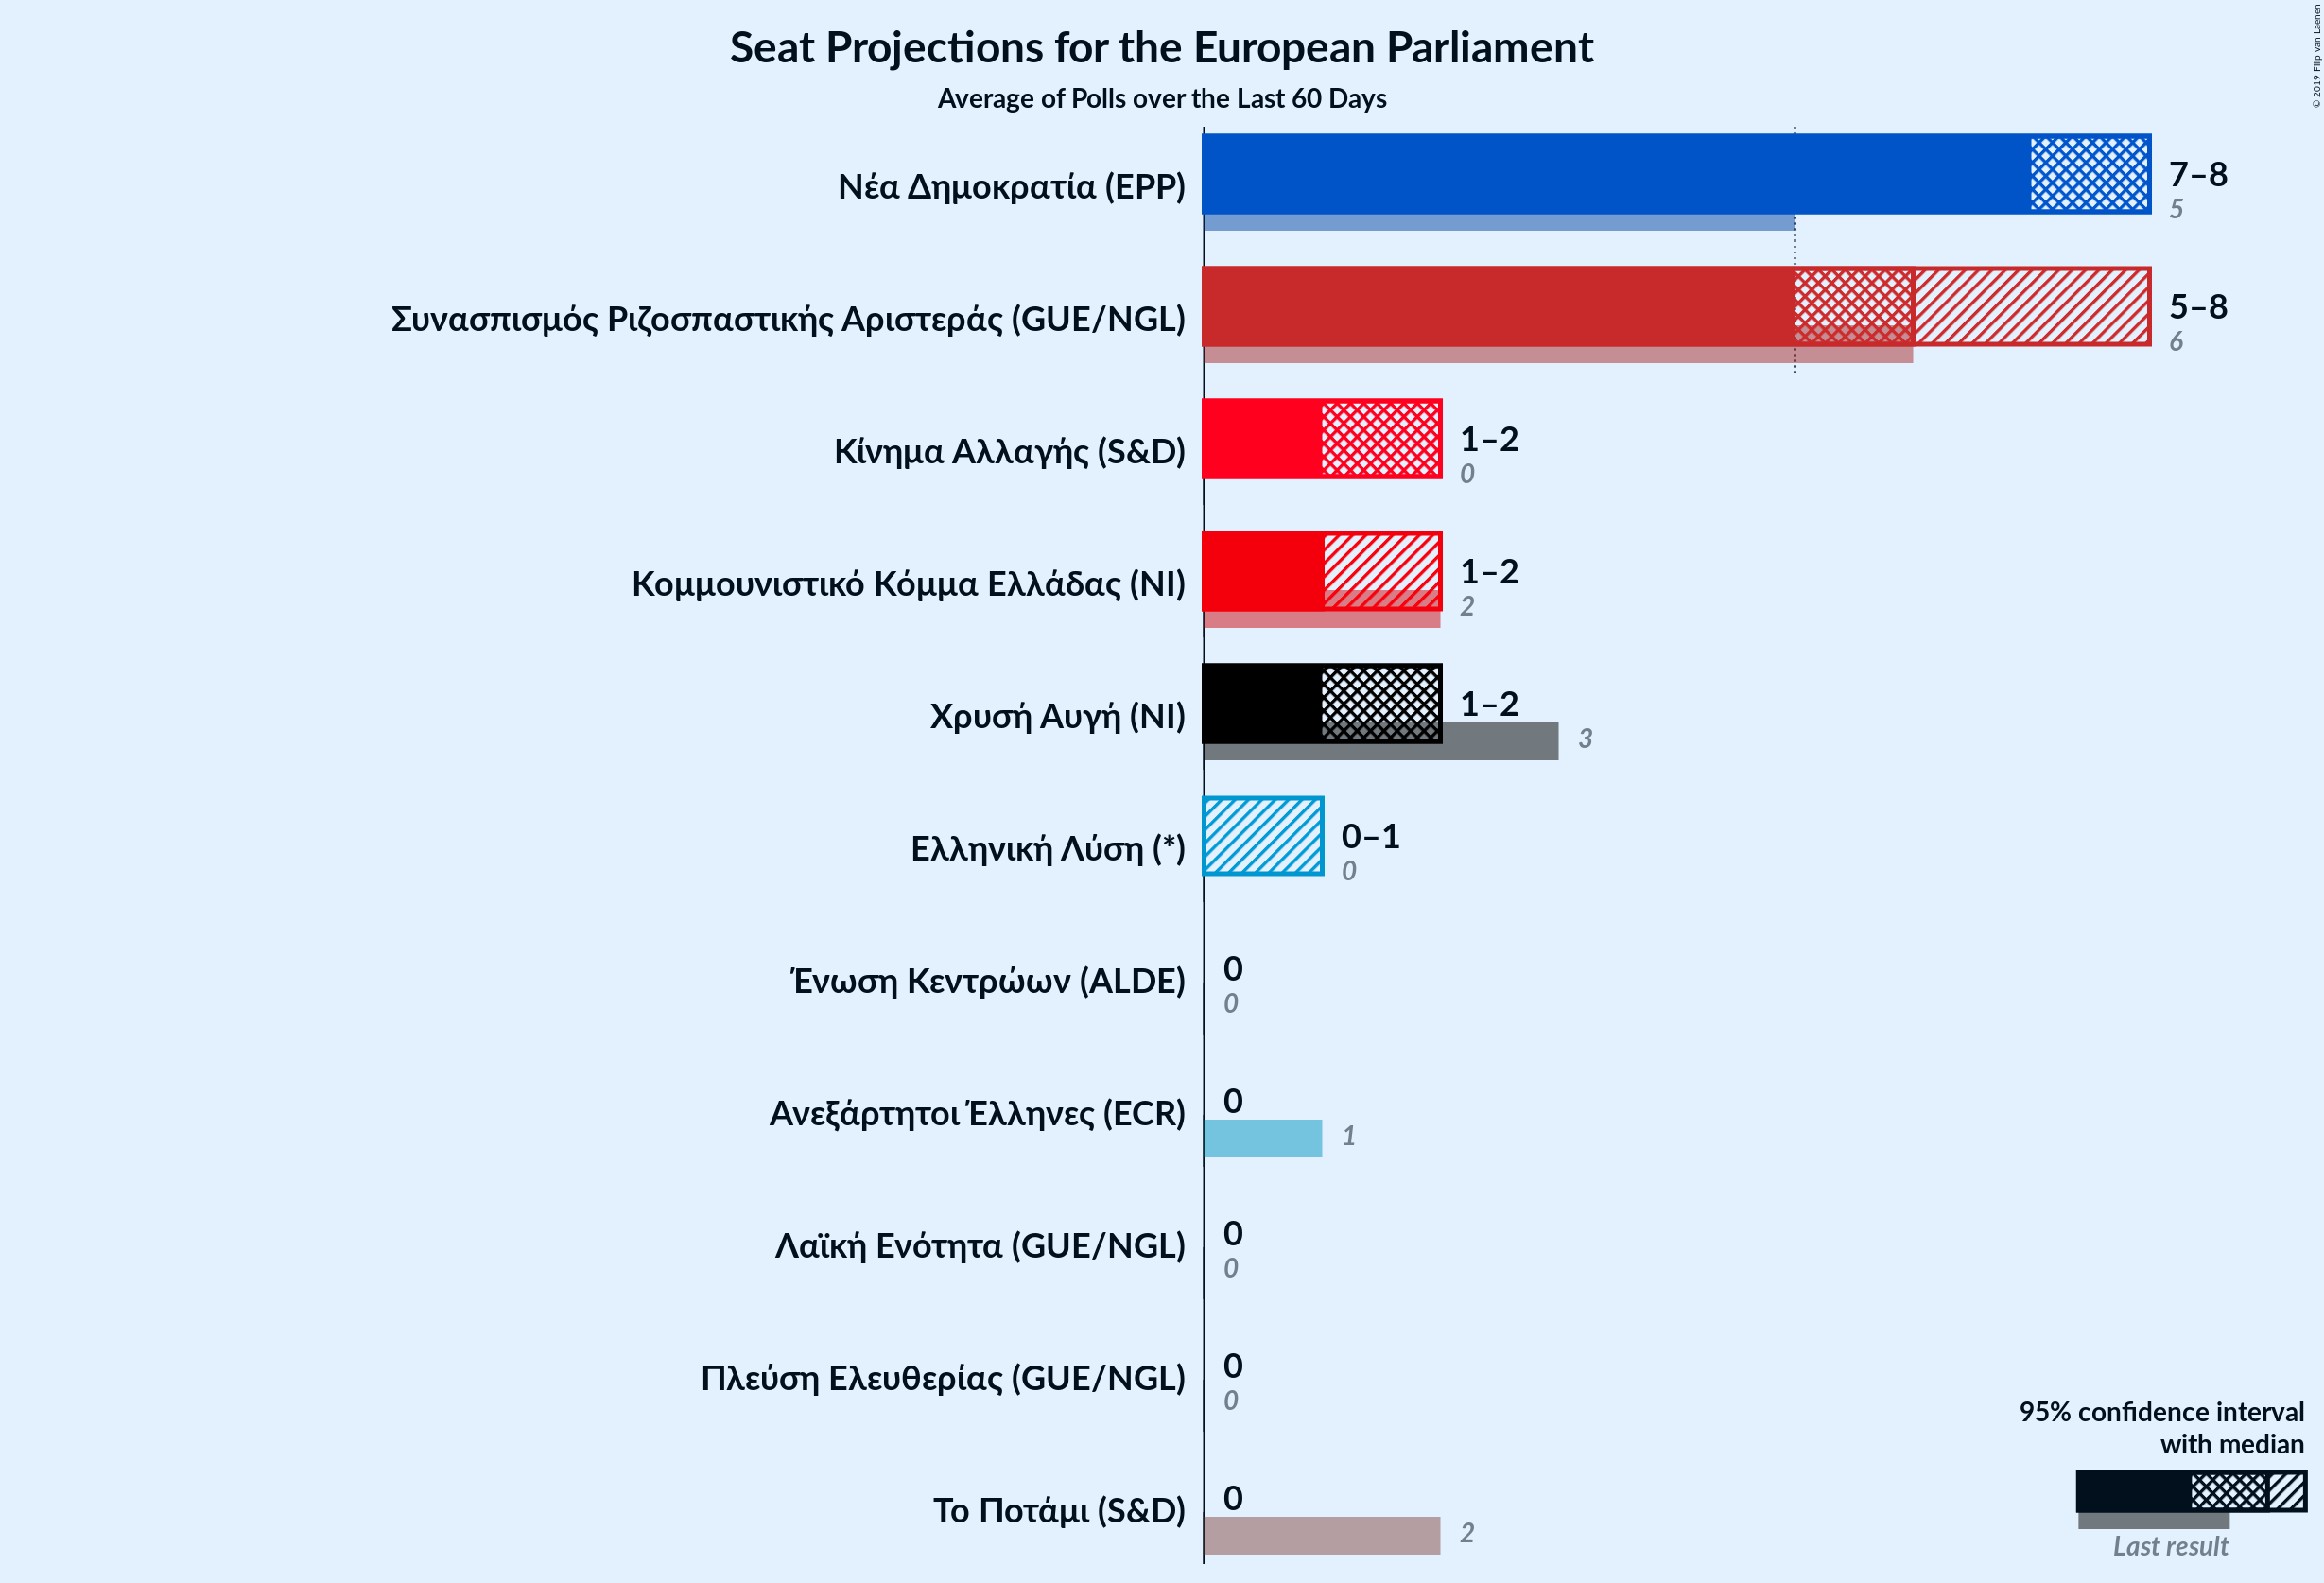 Seat Projections for the European Parliament
Average of Polls over the Last 60 Days
© 2019 Filip van Laenen
Νέα Δημοκρατία (EPP)
7–8
5
Συνασπισμός Ριζοσπαστικής Αριστεράς (GUE/NGL)
5–8
6
Κίνημα Αλλαγής (S&D)
1–2
0
Κομμουνιστικό Κόμμα Ελλάδας (NI)
1–2
2
Χρυσή Αυγή (NI)
1–2
3
Ελληνική Λύση (*)
0–1
0
Ένωση Κεντρώων (ALDE)
0
0
Ανεξάρτητοι Έλληνες (ECR)
0
1
Λαϊκή Ενότητα (GUE/NGL)
0
0
Πλεύση Ελευθερίας (GUE/NGL)
0
0
Το Ποτάμι (S&D)
0
2
95% confidence interval
with median
Last result